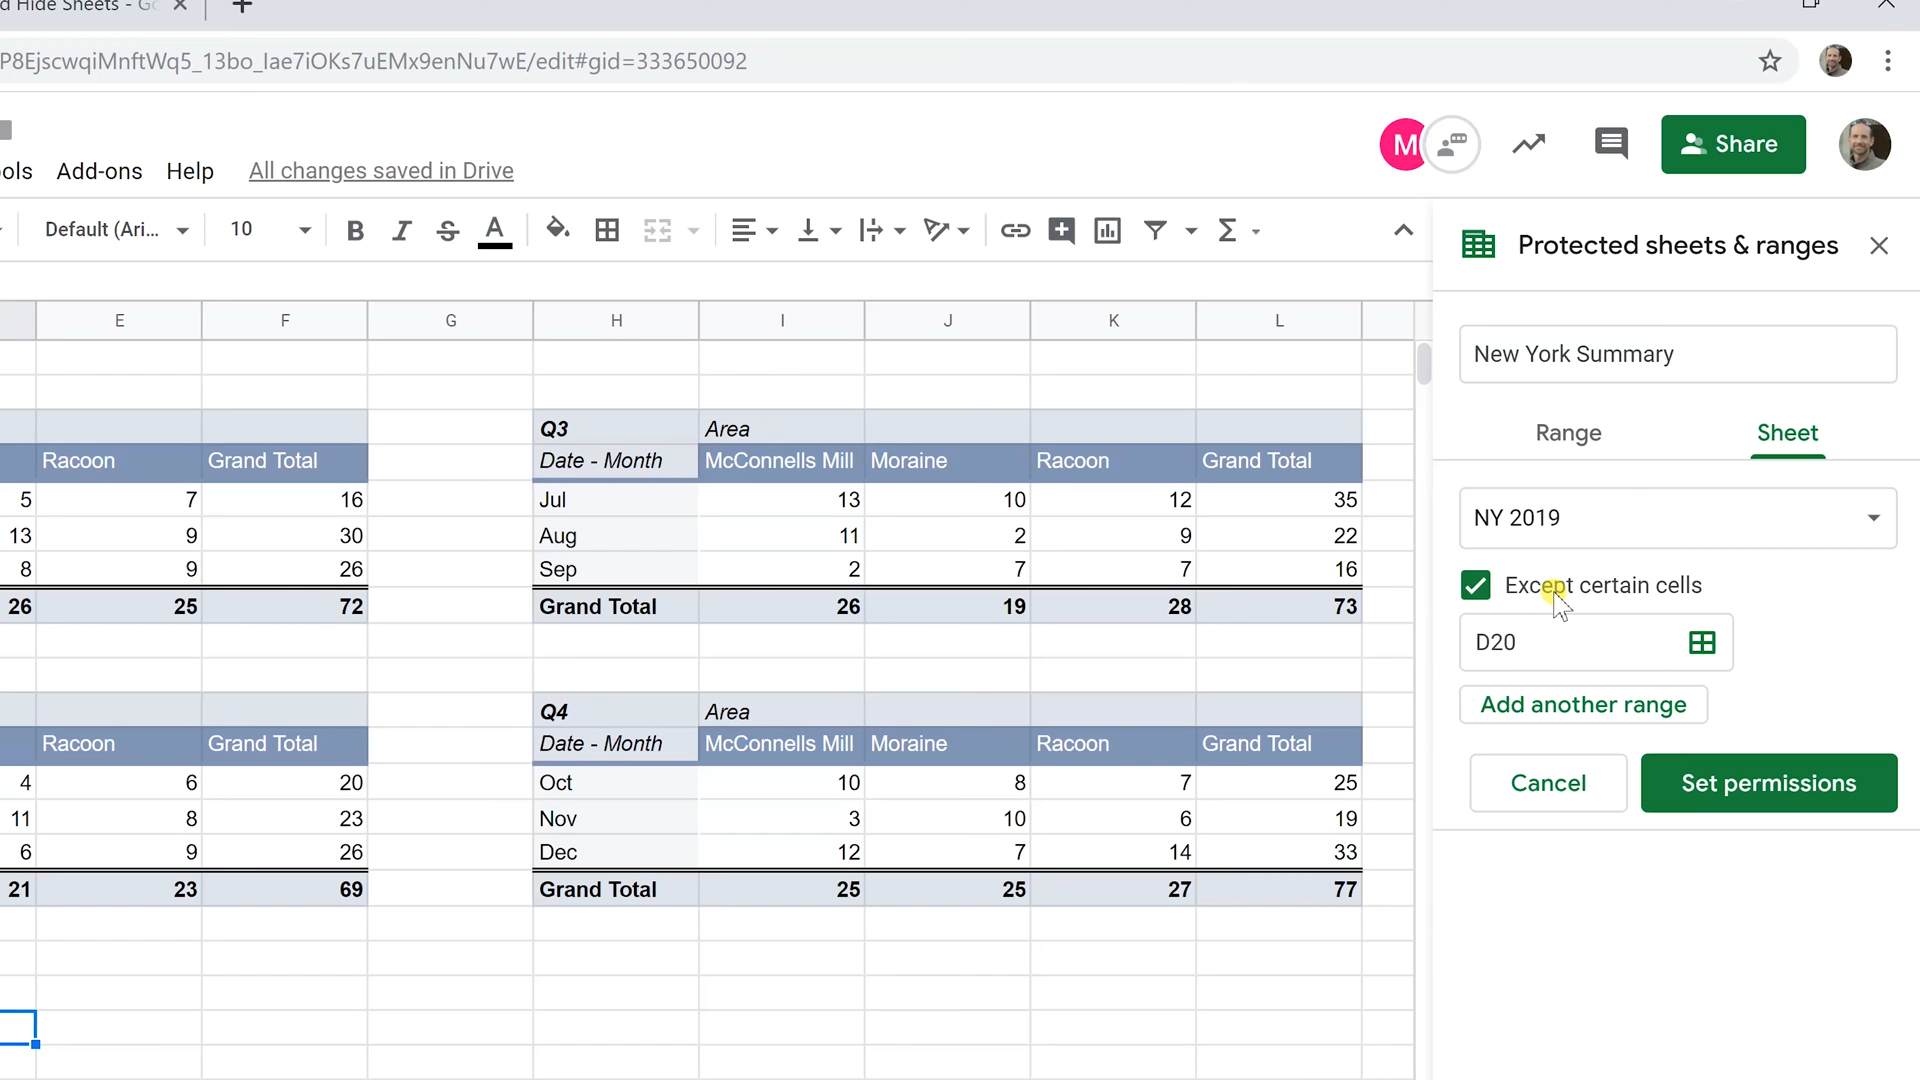 d Hide Sheets - Go
P8EjscwqiMnftWq5_13bo_Iae7iOKs7uEMx9enNu7wE/edit#gid=333650092
M
Share
ols Add-ons Help All changes saved in Drive
Default (Ari... 10 B I S A Σ
Protected sheets & ranges
E F G H I J K L
New York Summary
Range Sheet
Q3 Area
Racoon Grand Total Date - Month McConnells Mill Moraine Racoon Grand Total
5 7 16 Jul 13 10 12 35
13 9 30 Aug 11 2 9 22
8 9 26 Sep 2 7 7 16
26 25 72 Grand Total 26 19 28 73
NY 2019
Except certain cells
D20
Add another range
Cancel Set permissions
Q4 Area
Racoon Grand Total Date - Month McConnells Mill Moraine Racoon Grand Total
4 6 20 Oct 10 8 7 25
11 8 23 Nov 3 10 6 19
6 9 26 Dec 12 7 14 33
21 23 69 Grand Total 25 25 27 77